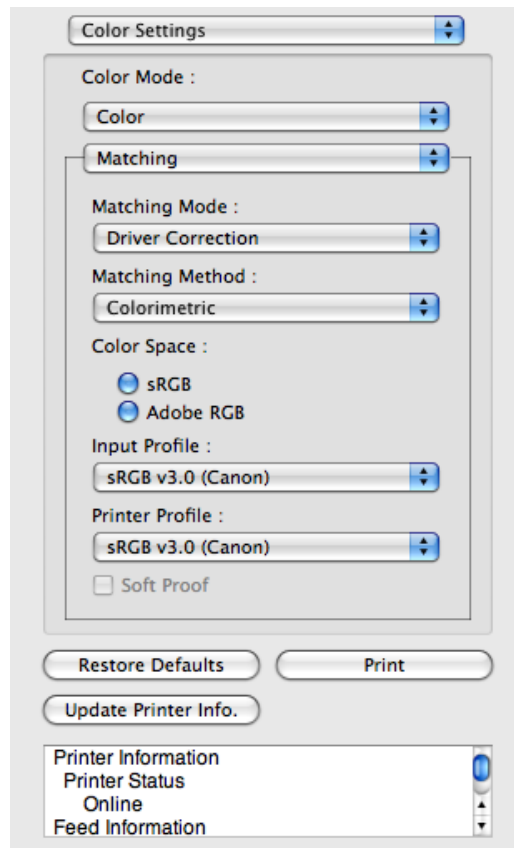 Color Settings
Color Mode :
Color
Matching
Matching Mode :
Driver Correction
Matching Method :
Colorimetric
Color Space :
sRGB
Adobe RGB
Input Profile :
sRGB v3.0 (Canon)
Printer Profile :
sRGB v3.0 (Canon)
Soft Proof
Restore Defaults Print
Update Printer Info.
Printer Information
Printer Status
Online
Feed Information